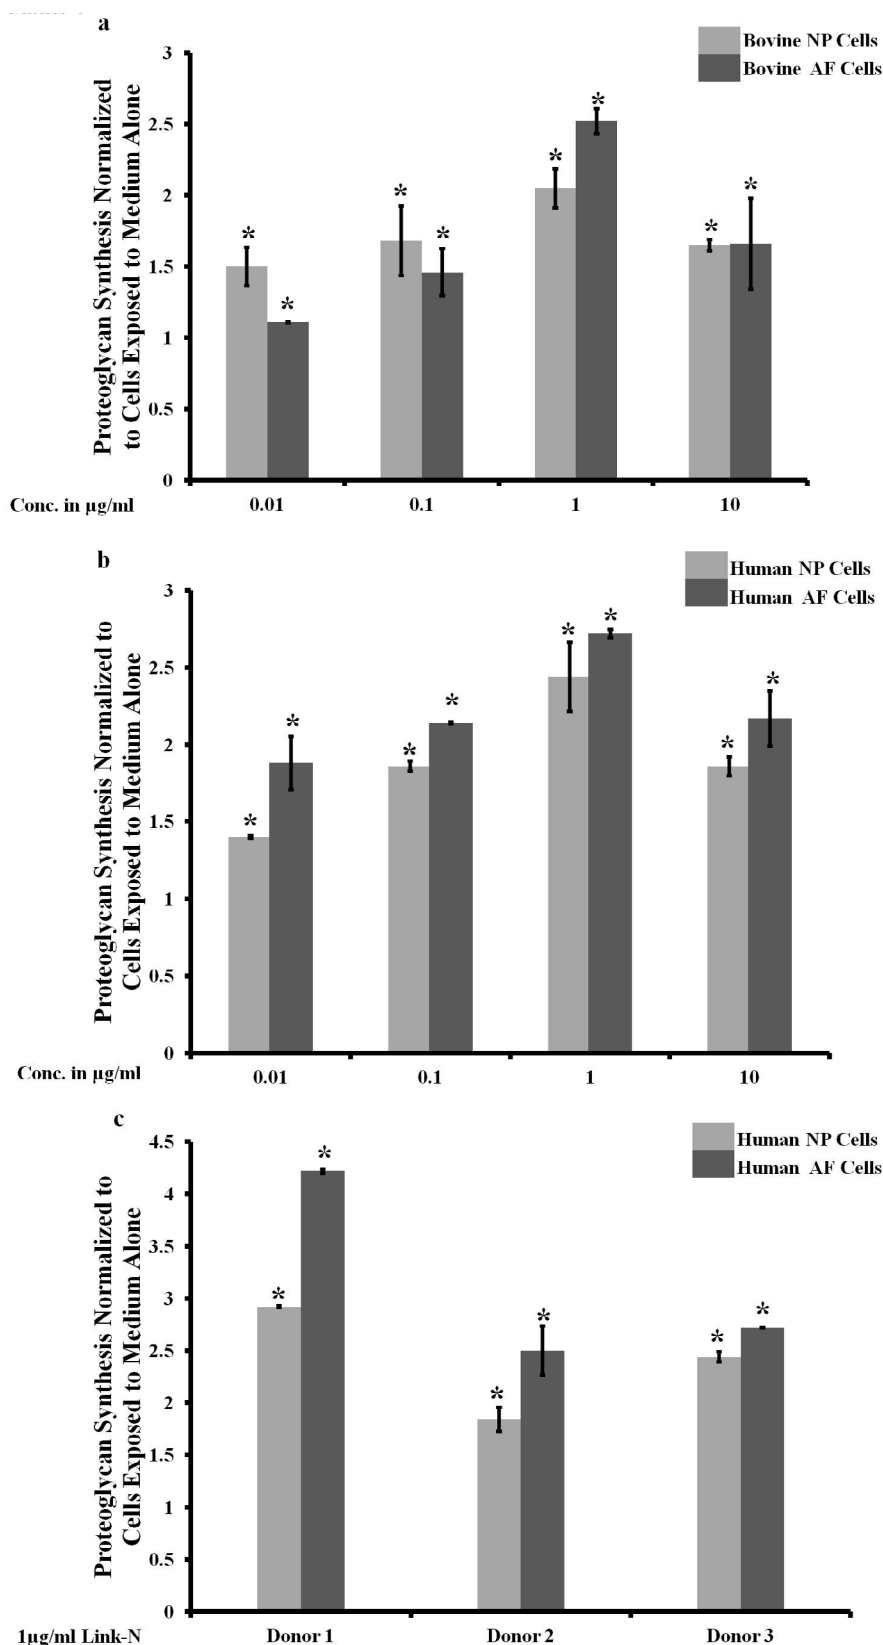 a
Bovine NP Cells
Bovine AF Cells
Proteoglycan Synthesis Normalized
to Cells Exposed to Medium Alone
3
2.5
2
1.5
1
0.5
0
* * * * * * * *
Conc. in µg/ml 0.01 0.1 1 10
b
Human NP Cells
Human AF Cells
Proteoglycan Synthesis Normalized to
Cells Exposed to Medium Alone
3
2.5
2
1.5
1
0.5
0
* * * * * * * *
Conc. in µg/ml 0.01 0.1 1 10
c
Human NP Cells
Human AF Cells
Proteoglycan Synthesis Normalized to
Cells Exposed to Medium Alone
4.5
4
3.5
3
2.5
2
1.5
1
0.5
0
* * * * * *
1µg/ml Link-N Donor 1 Donor 2 Donor 3